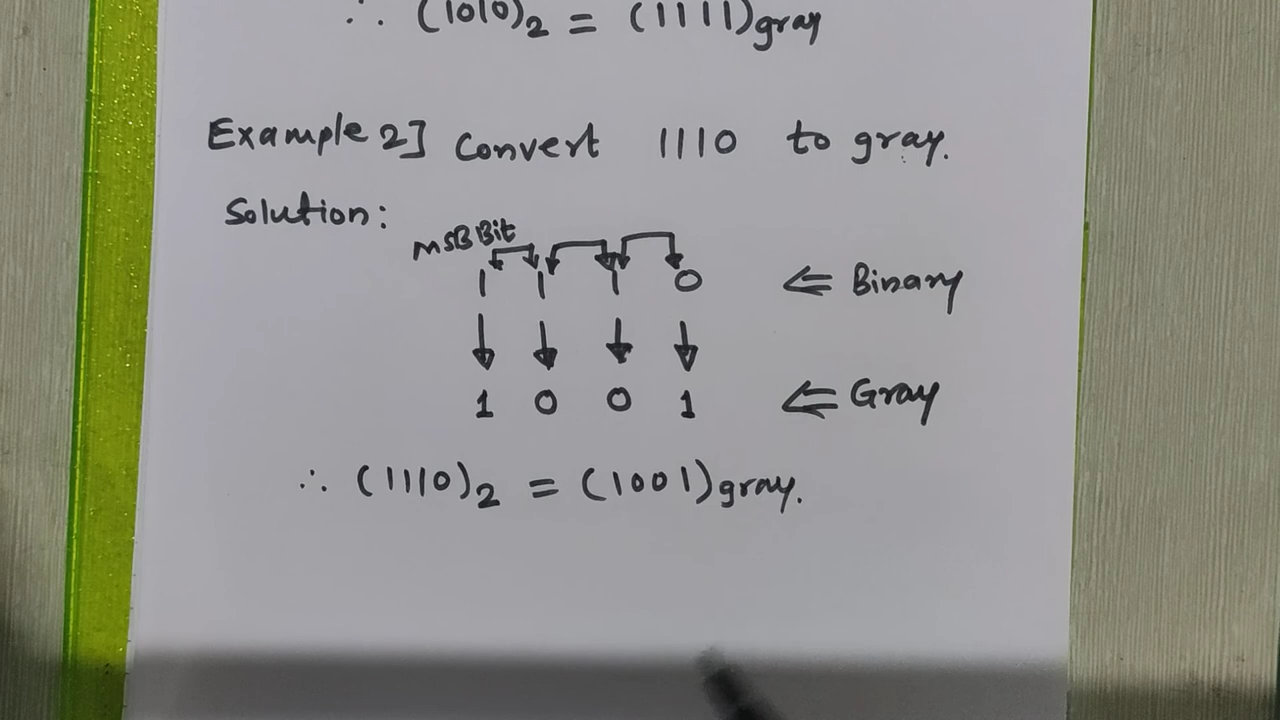 ∴ (1010)2 = (1111)gray
Example 2] Convert 1110 to gray.
Solution:
MSB Bit
1 1 1 0 ⇐ Binary
↓ ↓ ↓ ↓
1 0 0 1 ⇐ Gray
∴ (1110)2 = (1001)gray.